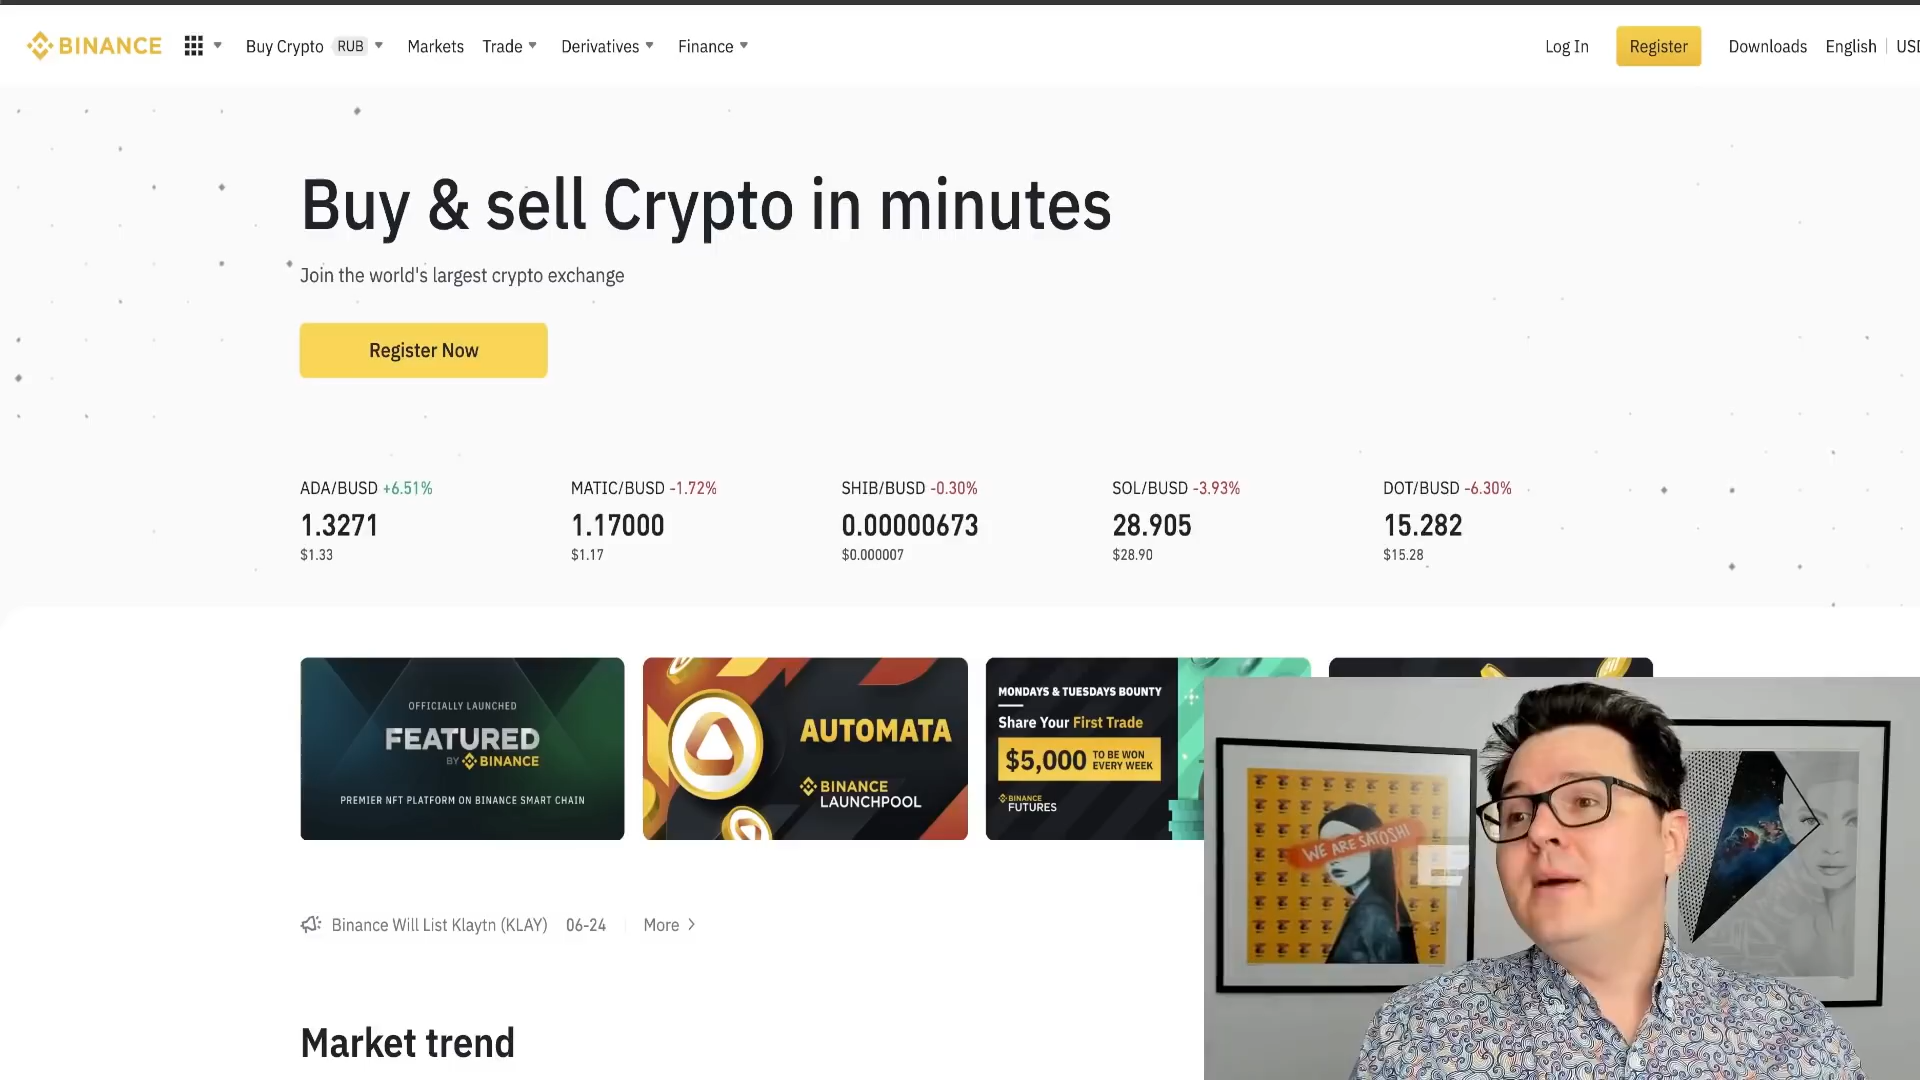 BINANCE
Buy Crypto RUB
Markets
Trade
Derivatives
Finance
Log In
Register
Downloads
English
Buy & sell Crypto in minutes
Join the world's largest crypto exchange
Register Now
ADA/BUSD +6.51%
1.3271
$1.33
MATIC/BUSD -1.72%
1.17000
$1.17
SHIB/BUSD -0.30%
0.00000673
$0.000007
SOL/BUSD -3.93%
28.905
$28.90
DOT/BUSD -6.30%
15.282
$15.28
OFFICIALLY LAUNCHED
FEATURED
BY BINANCE
PREMIER NFT PLATFORM ON BINANCE SMART CHAIN
AUTOMATA
BINANCE
LAUNCHPOOL
MONDAYS & TUESDAYS BOUNTY
Share Your First Trade
$5,000 TO BE WON
EVERY WEEK
BINANCE
FUTURES
WE ARE SATOSHI
Binance Will List Klaytn (KLAY) 06-24 More
Market trend